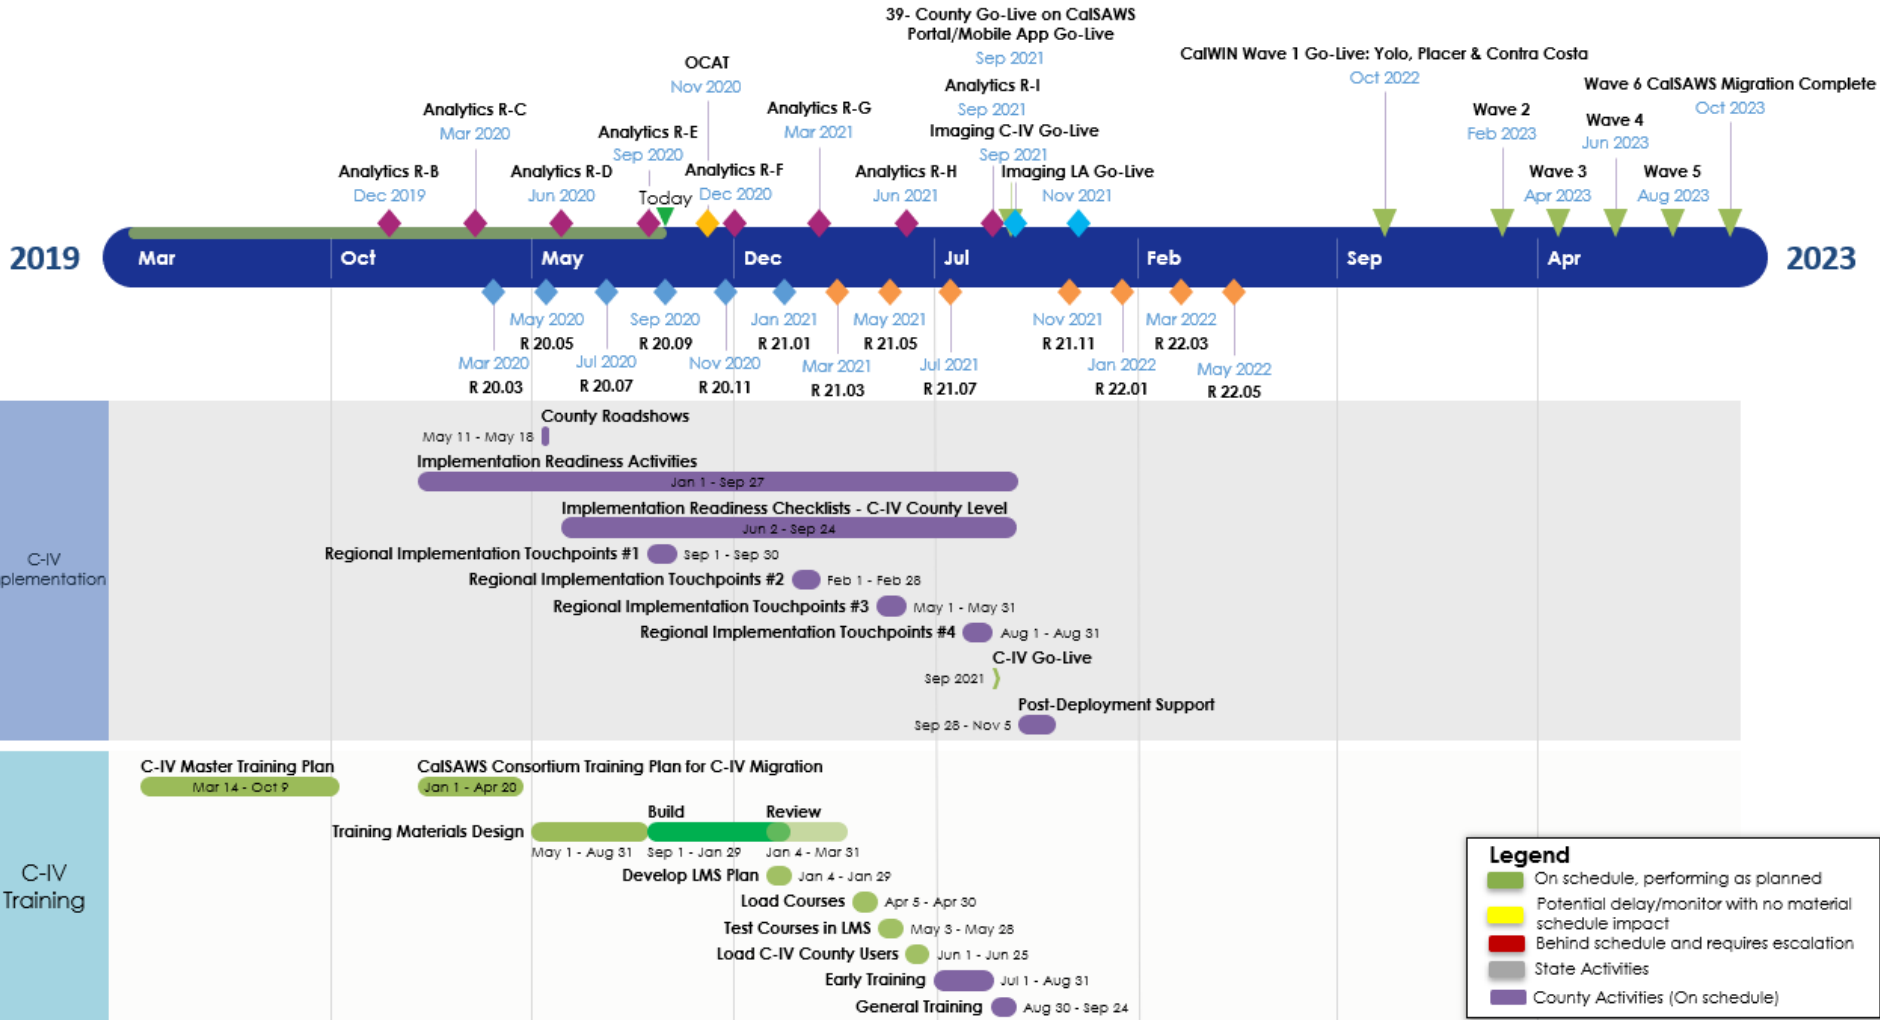 39- County Go-Live on CalSAWS
Portal/Mobile App Go-Live
Sep 2021
CalWIN Wave 1 Go-Live: Yolo, Placer & Contra Costa
Oct 2022
OCAT
Nov 2020
Analytics R-I
Sep 2021
Wave 6 CalSAWS Migration Complete
Oct 2023
Analytics R-C
Mar 2020
Analytics R-G
Mar 2021
Wave 2
Feb 2023
Wave 4
Jun 2023
Analytics R-E
Sep 2020
Imaging C-IV Go-Live
Sep 2021
Analytics R-B
Dec 2019
Analytics R-D
Jun 2020
Analytics R-F
Dec 2020
Analytics R-H
Jun 2021
Imaging LA Go-Live
Nov 2021
Wave 3
Apr 2023
Wave 5
Aug 2023
Today
2019
Mar
Oct
May
Dec
Jul
Feb
Sep
Apr
2023
May 2020
R 20.05
Sep 2020
R 20.09
Jan 2021
R 21.01
May 2021
R 21.05
Nov 2021
R 21.11
Mar 2022
R 22.03
Mar 2020
R 20.03
Jul 2020
R 20.07
Nov 2020
R 20.11
Mar 2021
R 21.03
Jul 2021
R 21.07
Jan 2022
R 22.01
May 2022
R 22.05
C-IV
plementation
County Roadshows
May 11 - May 18
Implementation Readiness Activities
Jan 1 - Sep 27
Implementation Readiness Checklists - C-IV County Level
Jun 2 - Sep 24
Regional Implementation Touchpoints #1
Sep 1 - Sep 30
Regional Implementation Touchpoints #2
Feb 1 - Feb 28
Regional Implementation Touchpoints #3
May 1 - May 31
Regional Implementation Touchpoints #4
Aug 1 - Aug 31
C-IV Go-Live
Sep 2021
Post-Deployment Support
Sep 28 - Nov 5
C-IV
Training
C-IV Master Training Plan
Mar 14 - Oct 9
CalSAWS Consortium Training Plan for C-IV Migration
Jan 1 - Apr 20
Build
Review
Training Materials Design
May 1 - Aug 31
Sep 1 - Jan 29
Jan 4 - Mar 31
Develop LMS Plan
Jan 4 - Jan 29
Load Courses
Apr 5 - Apr 30
Test Courses in LMS
May 3 - May 28
Load C-IV County Users
Jun 1 - Jun 25
Early Training
Jul 1 - Aug 31
General Training
Aug 30 - Sep 24
Legend
On schedule, performing as planned
Potential delay/monitor with no material
schedule impact
Behind schedule and requires escalation
State Activities
County Activities (On schedule)